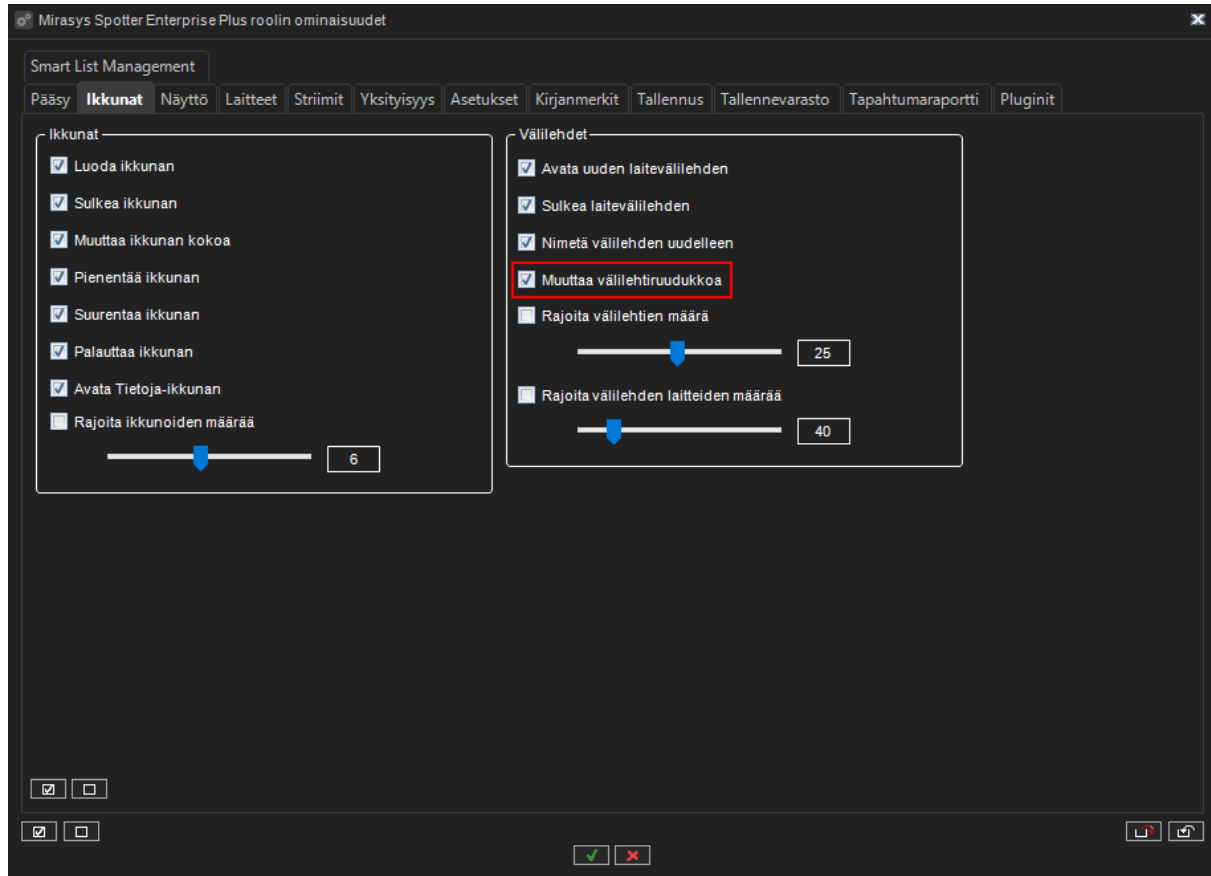 Mirasys Spotter Enterprise Plus roolin ominaisuudet
Smart List Management
Pääsy Ikkunat Näyttö Laitteet Striimit Yksityisyys Asetukset Kirjanmerkit Tallennus Tallennevarasto Tapahtumaraportti Pluginit
Ikkunat
Luoda ikkunan
Sulkea ikkunan
Muuttaa ikkunan kokoa
Pienentää ikkunan
Suurentaa ikkunan
Palauttaa ikkunan
Avata Tietoja-ikkunan
Rajoita ikkunoiden määrää
6
Välilehdet
Avata uuden laitevälilehden
Sulkea laitevälilehden
Nimetä välilehden uudelleen
Muuttaa välilehtiruudukkoa
Rajoita välilehtien määrä
25
Rajoita välilehden laitteiden määrää
40